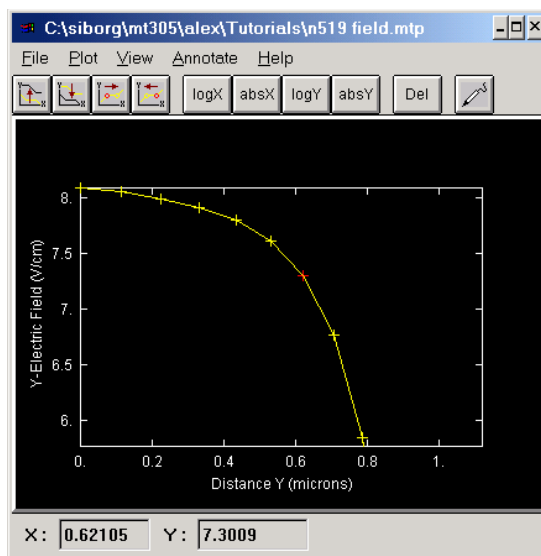 C:\siborg\mt305\alex\Tutorials\n519 field.mtp
File Plot View Annotate Help
logX absX logY absY Del
8.
7.5
7.
6.5
6.
Y-Electric Field (V/cm)
0. 0.2 0.4 0.6 0.8 1.
Distance Y (microns)
X: 0.62105 Y: 7.3009